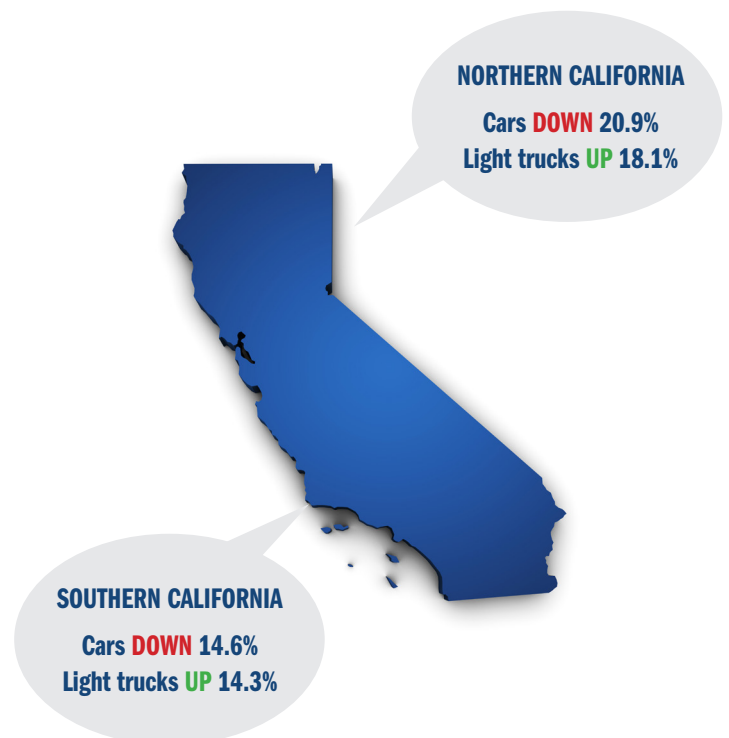 NORTHERN CALIFORNIA
Cars DOWN 20.9%
Light trucks UP 18.1%
SOUTHERN CALIFORNIA
Cars DOWN 14.6%
Light trucks UP 14.3%